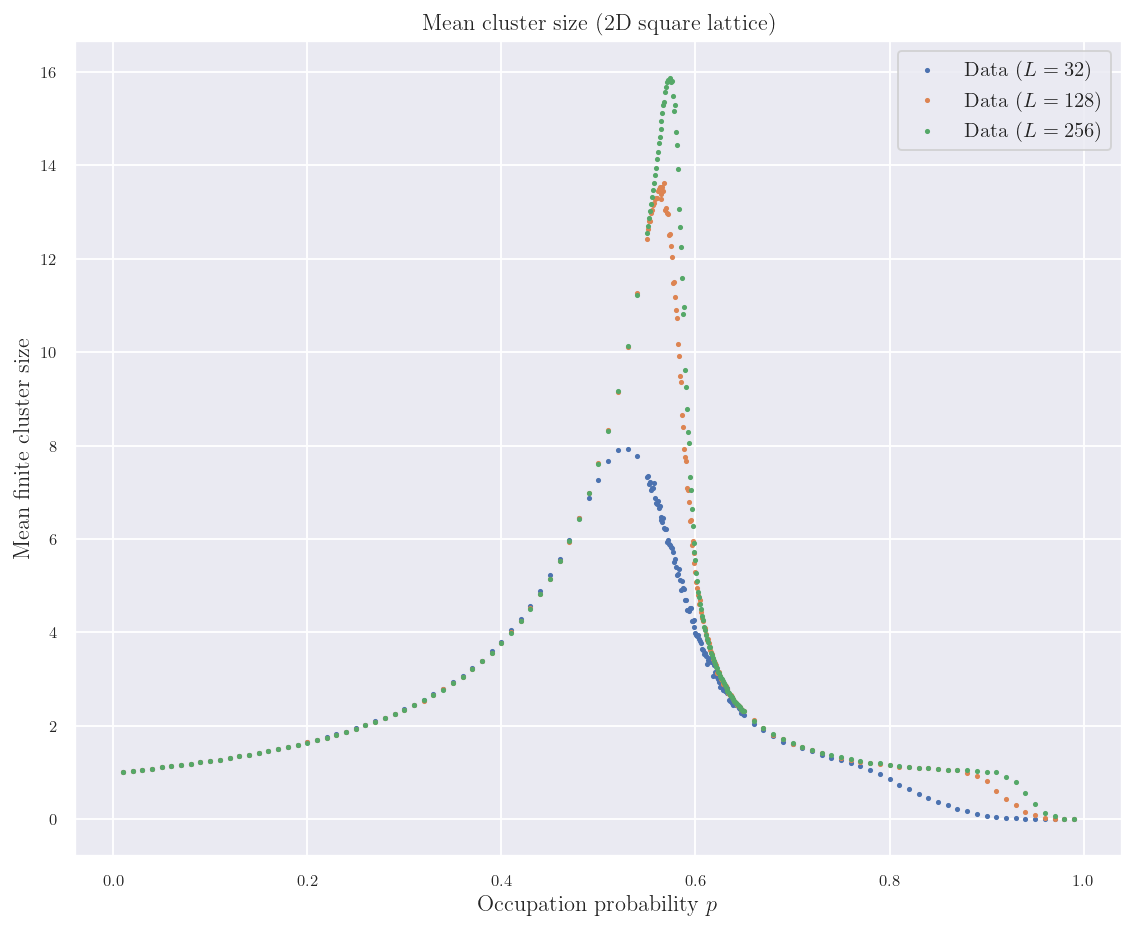 Mean cluster size (2D square lattice)
Data (L = 32)
Data (L = 128)
Data (L = 256)
Mean finite cluster size
16
14
12
10
8
6
4
2
0
0.0 0.2 0.4 0.6 0.8 1.0
Occupation probability p